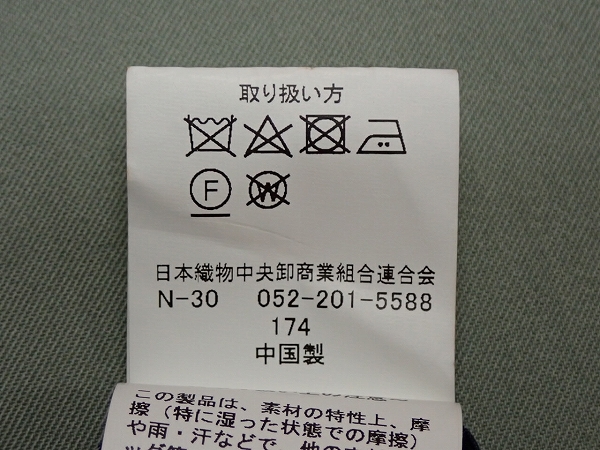 取り扱い方
F W
日本織物中央卸商業組合連合会
N-30 052-201-5588
174
中国製
この製品は、素材の特性上、摩
擦（特に湿った状態での摩擦）
や雨・汗などで、他の